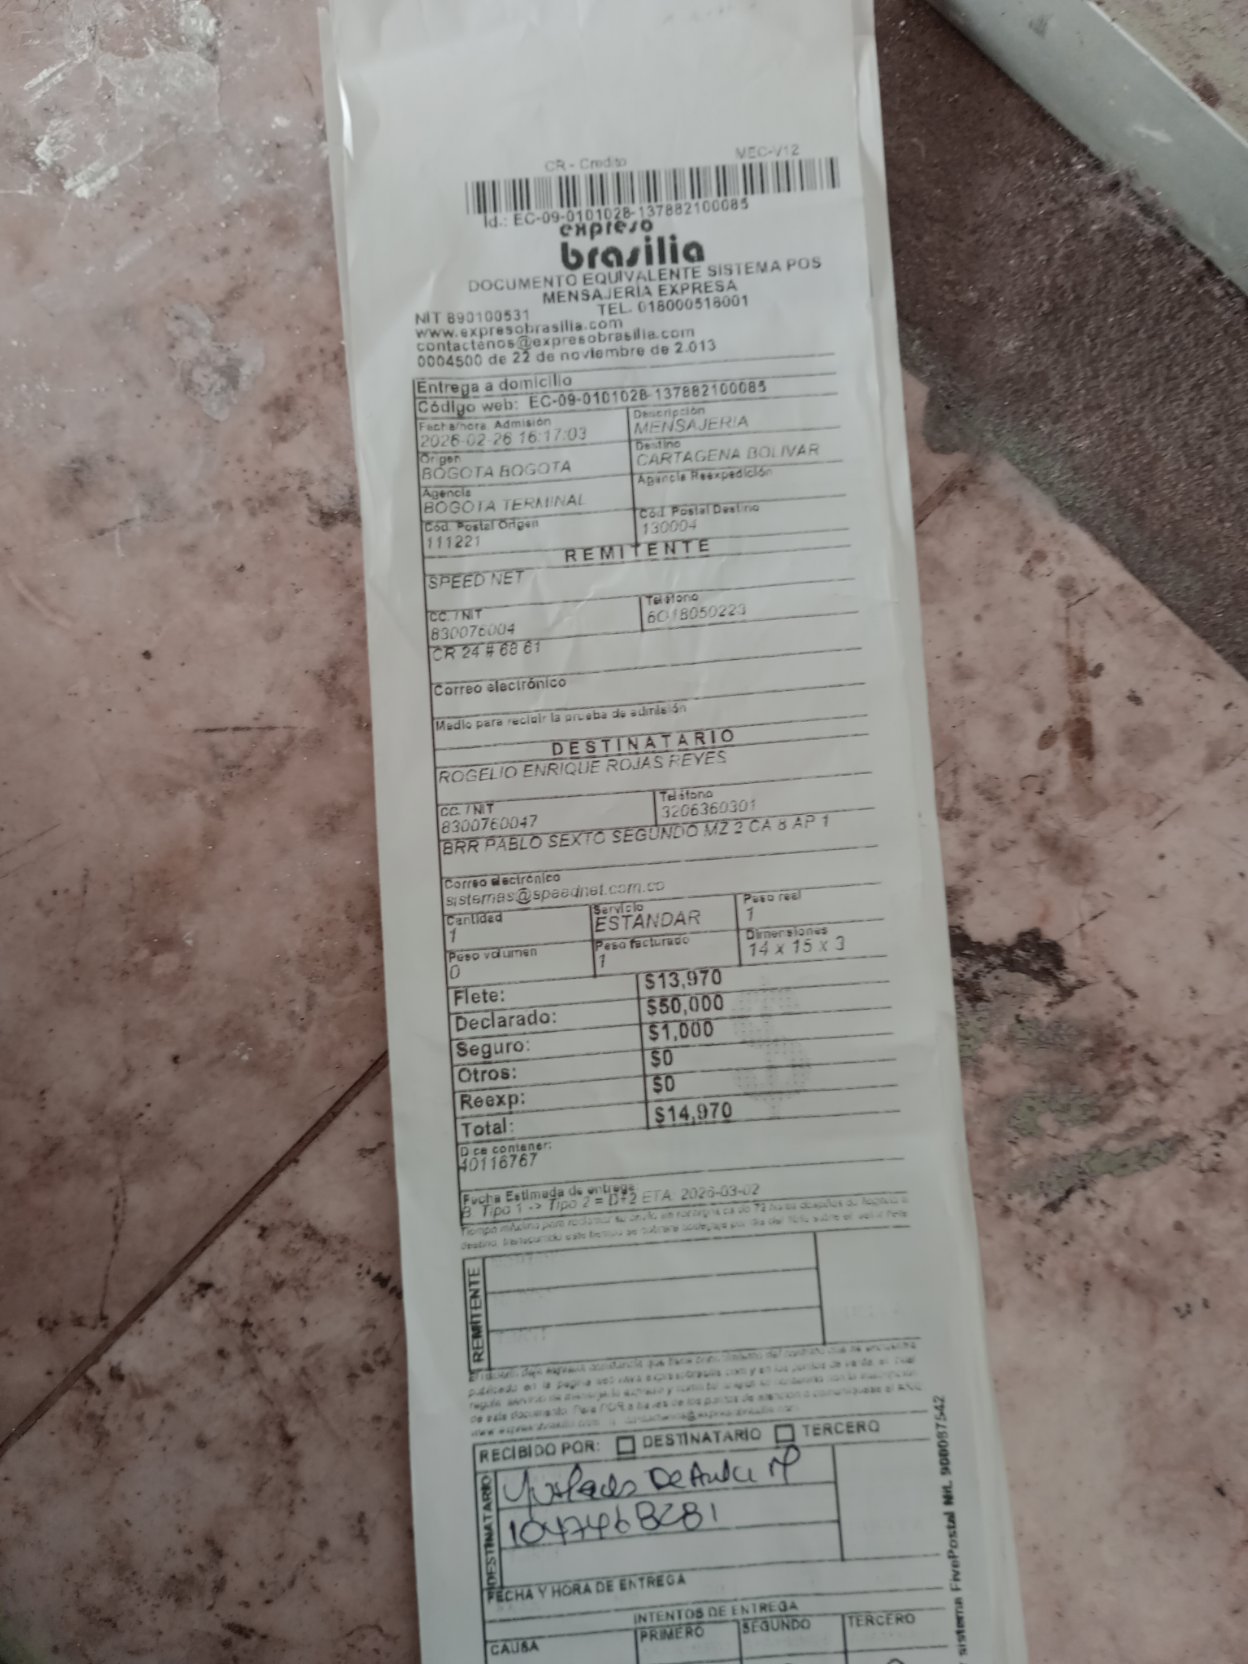 CR - Credito MEC-V12
Id.: EC-09-0101028-137882100085
expreso
brasilia
DOCUMENTO EQUIVALENTE SISTEMA POS
MENSAJERIA EXPRESA
NIT 890100531 TEL. 018000518001
www.expresobrasilia.com
contactenos@expresobrasilia.com
0004500 de 22 de noviembre de 2.013
Entrega a domicilio
Código web: EC-09-0101028-137882100085
Fecha/hora Admisión Descripción
2026-02-26 16:17:03 MENSAJERIA
Origen Destino
BOGOTA BOGOTA CARTAGENA BOLIVAR
Agencia Agencia Reexpedición
BOGOTA TERMINAL
Cód. Postal Origen Cód. Postal Destino
111221 130004
REMITENTE
SPEED NET
CC. / NIT Teléfono
830076004 6018050223
CR 24 # 68 61
Correo electrónico
Medio para recibir la prueba de admisión
DESTINATARIO
ROGELIO ENRIQUE ROJAS REYES
CC. / NIT Teléfono
8300760047 3206360301
BRR PABLO SEXTO SEGUNDO MZ 2 CA 8 AP 1
Correo electrónico
sistemas@speednet.com.co
Cantidad Servicio Peso real
1 ESTANDAR 1
Peso volumen Peso facturado Dimensiones
0 1 14 x 15 x 3
Flete: $13,970
Declarado: $50,000
Seguro: $1,000
Otros: $0
Reexp: $0
Total: $14,970
Dice contener:
40116767
Fecha Estimada de entrega
B Tipo 1 -> Tipo 2 = D+2 ETA: 2026-03-02
REMITENTE
RECIBIDO POR: DESTINATARIO TERCERO
DESTINATARIO
De Avila M
FECHA Y HORA DE ENTREGA
INTENTOS DE ENTREGA
CAUSA PRIMERO SEGUNDO TERCERO
sistema FivePostal Nit. 900087542